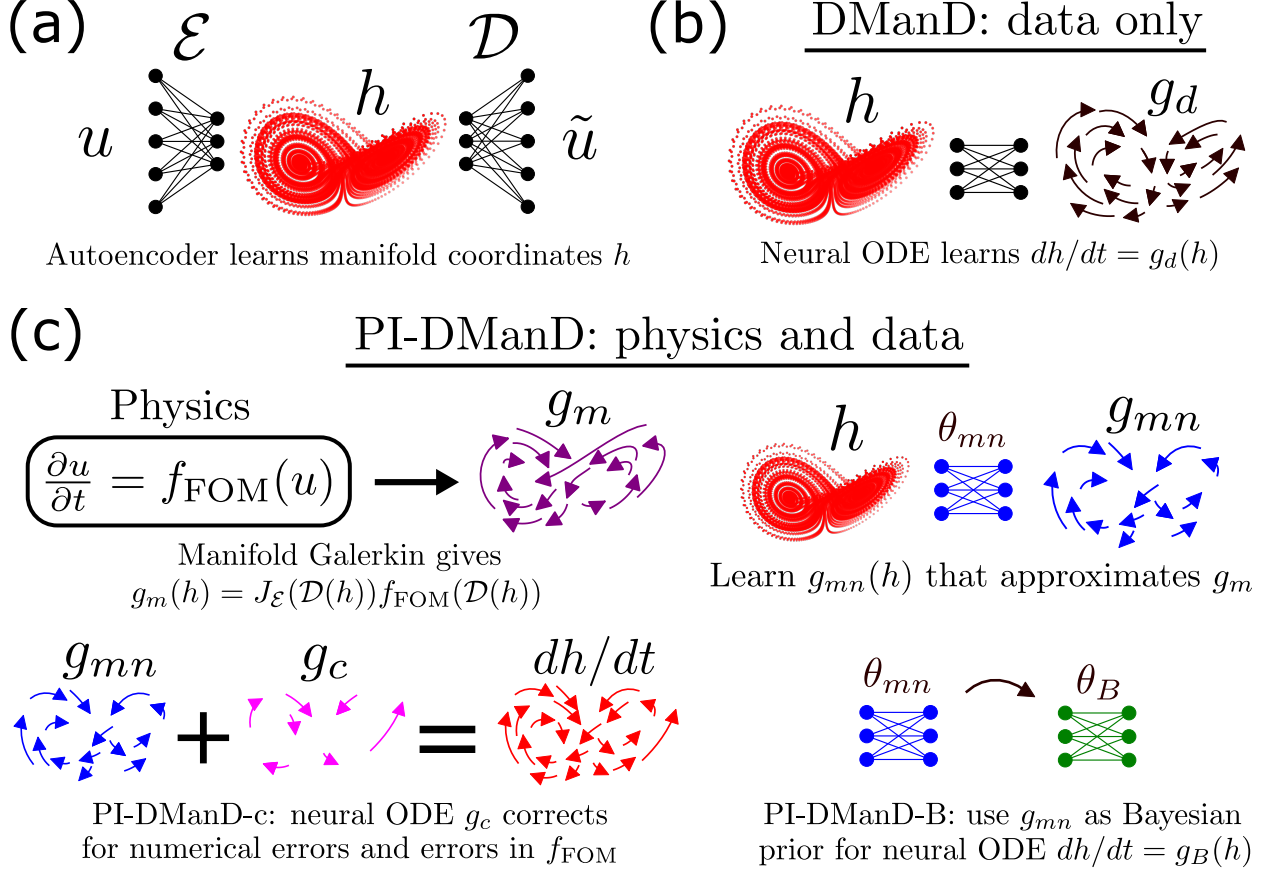 (a)
ℰ
𝒟
u
h
ũ
Autoencoder learns manifold coordinates h
(b)
DManD: data only
h
g_d
Neural ODE learns dh/dt = g_d(h)
(c)
PI-DManD: physics and data
Physics
∂u/∂t = f_FOM(u)
g_m
Manifold Galerkin gives
g_m(h) = J_ℰ(𝒟(h))f_FOM(𝒟(h))
h
θ_mn
g_mn
Learn g_mn(h) that approximates g_m
g_mn
+
g_c
=
dh/dt
PI-DManD-c: neural ODE g_c corrects
for numerical errors and errors in f_FOM
θ_mn
θ_B
PI-DManD-B: use g_mn as Bayesian
prior for neural ODE dh/dt = g_B(h)